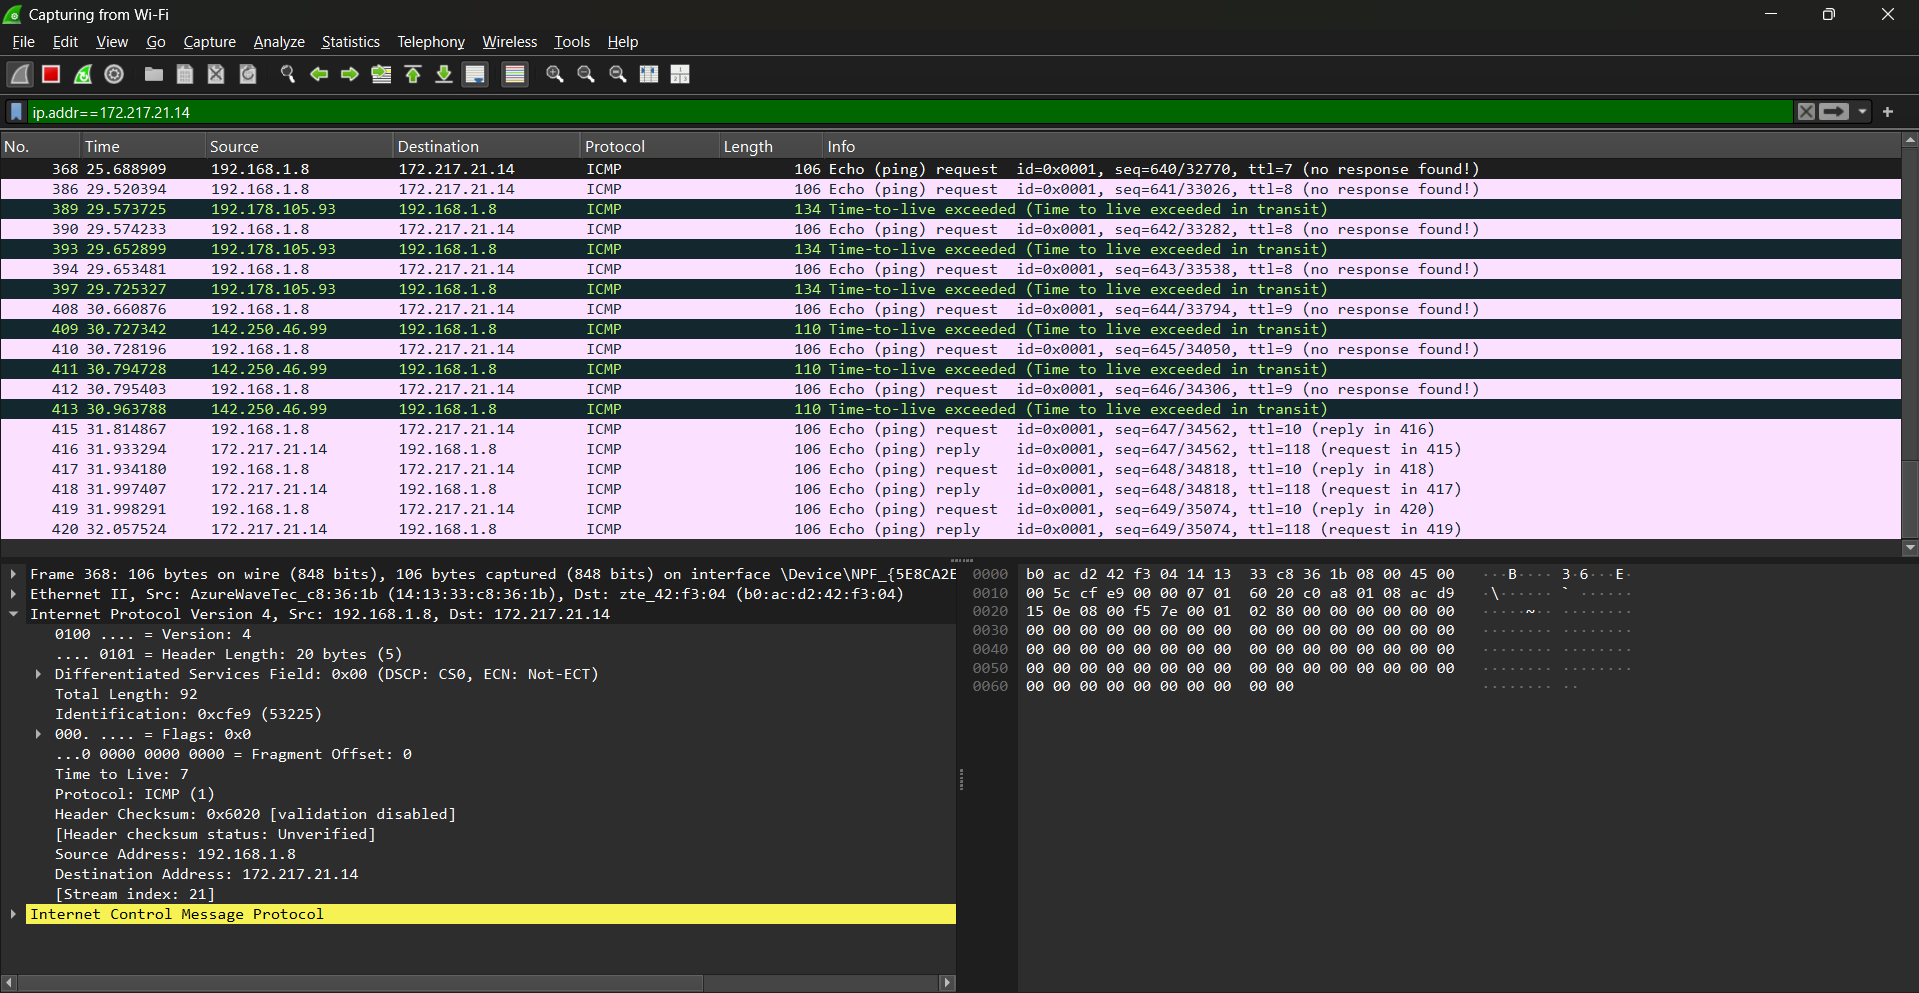 Capturing from Wi-Fi
File Edit View Go Capture Analyze Statistics Telephony Wireless Tools Help
ip.addr==172.217.21.14
No. Time Source Destination Protocol Length Info
368 25.688909 192.168.1.8 172.217.21.14 ICMP 106 Echo (ping) request id=0x0001, seq=640/32770, ttl=7 (no response found!)
386 29.520394 192.168.1.8 172.217.21.14 ICMP 106 Echo (ping) request id=0x0001, seq=641/33026, ttl=8 (no response found!)
389 29.573725 192.178.105.93 192.168.1.8 ICMP 134 Time-to-live exceeded (Time to live exceeded in transit)
390 29.574233 192.168.1.8 172.217.21.14 ICMP 106 Echo (ping) request id=0x0001, seq=642/33282, ttl=8 (no response found!)
393 29.652899 192.178.105.93 192.168.1.8 ICMP 134 Time-to-live exceeded (Time to live exceeded in transit)
394 29.653481 192.168.1.8 172.217.21.14 ICMP 106 Echo (ping) request id=0x0001, seq=643/33538, ttl=8 (no response found!)
397 29.725327 192.178.105.93 192.168.1.8 ICMP 134 Time-to-live exceeded (Time to live exceeded in transit)
408 30.660876 192.168.1.8 172.217.21.14 ICMP 106 Echo (ping) request id=0x0001, seq=644/33794, ttl=9 (no response found!)
409 30.727342 142.250.46.99 192.168.1.8 ICMP 110 Time-to-live exceeded (Time to live exceeded in transit)
410 30.728196 192.168.1.8 172.217.21.14 ICMP 106 Echo (ping) request id=0x0001, seq=645/34050, ttl=9 (no response found!)
411 30.794728 142.250.46.99 192.168.1.8 ICMP 110 Time-to-live exceeded (Time to live exceeded in transit)
412 30.795403 192.168.1.8 172.217.21.14 ICMP 106 Echo (ping) request id=0x0001, seq=646/34306, ttl=9 (no response found!)
413 30.963788 142.250.46.99 192.168.1.8 ICMP 110 Time-to-live exceeded (Time to live exceeded in transit)
415 31.814867 192.168.1.8 172.217.21.14 ICMP 106 Echo (ping) request id=0x0001, seq=647/34562, ttl=10 (reply in 416)
416 31.933294 172.217.21.14 192.168.1.8 ICMP 106 Echo (ping) reply id=0x0001, seq=647/34562, ttl=118 (request in 415)
417 31.934180 192.168.1.8 172.217.21.14 ICMP 106 Echo (ping) request id=0x0001, seq=648/34818, ttl=10 (reply in 418)
418 31.997407 172.217.21.14 192.168.1.8 ICMP 106 Echo (ping) reply id=0x0001, seq=648/34818, ttl=118 (request in 417)
419 31.998291 192.168.1.8 172.217.21.14 ICMP 106 Echo (ping) request id=0x0001, seq=649/35074, ttl=10 (reply in 420)
420 32.057524 172.217.21.14 192.168.1.8 ICMP 106 Echo (ping) reply id=0x0001, seq=649/35074, ttl=118 (request in 419)
Frame 368: 106 bytes on wire (848 bits), 106 bytes captured (848 bits) on interface \Device\NPF_{5E8CA2E
Ethernet II, Src: AzureWaveTec_c8:36:1b (14:13:33:c8:36:1b), Dst: zte_42:f3:04 (b0:ac:d2:42:f3:04)
Internet Protocol Version 4, Src: 192.168.1.8, Dst: 172.217.21.14
0100 .... = Version: 4
.... 0101 = Header Length: 20 bytes (5)
Differentiated Services Field: 0x00 (DSCP: CS0, ECN: Not-ECT)
Total Length: 92
Identification: 0xcfe9 (53225)
000. .... = Flags: 0x0
...0 0000 0000 0000 = Fragment Offset: 0
Time to Live: 7
Protocol: ICMP (1)
Header Checksum: 0x6020 [validation disabled]
[Header checksum status: Unverified]
Source Address: 192.168.1.8
Destination Address: 172.217.21.14
[Stream index: 21]
Internet Control Message Protocol
0000 b0 ac d2 42 f3 04 14 13 33 c8 36 1b 08 00 45 00 ···B···· 3·6···E·
0010 00 5c cf e9 00 00 07 01 60 20 c0 a8 01 08 ac d9 ·\······ ` ······
0020 15 0e 08 00 f5 7e 00 01 02 80 00 00 00 00 00 00 ·····~·· ········
0030 00 00 00 00 00 00 00 00 00 00 00 00 00 00 00 00 ········ ········
0040 00 00 00 00 00 00 00 00 00 00 00 00 00 00 00 00 ········ ········
0050 00 00 00 00 00 00 00 00 00 00 00 00 00 00 00 00 ········ ········
0060 00 00 00 00 00 00 00 00 00 00 ········ ··